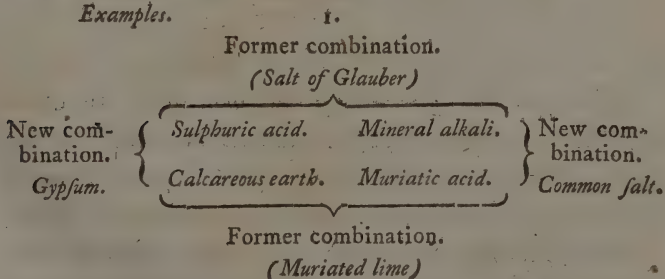 Examples. 1.
Former combination.
(Salt of Glauber)
New com- Sulphuric acid. Mineral alkali. New com-
bination. bination.
Gypſum. Calcareous earth. Muriatic acid. Common ſalt.
Former combination.
(Muriated lime)